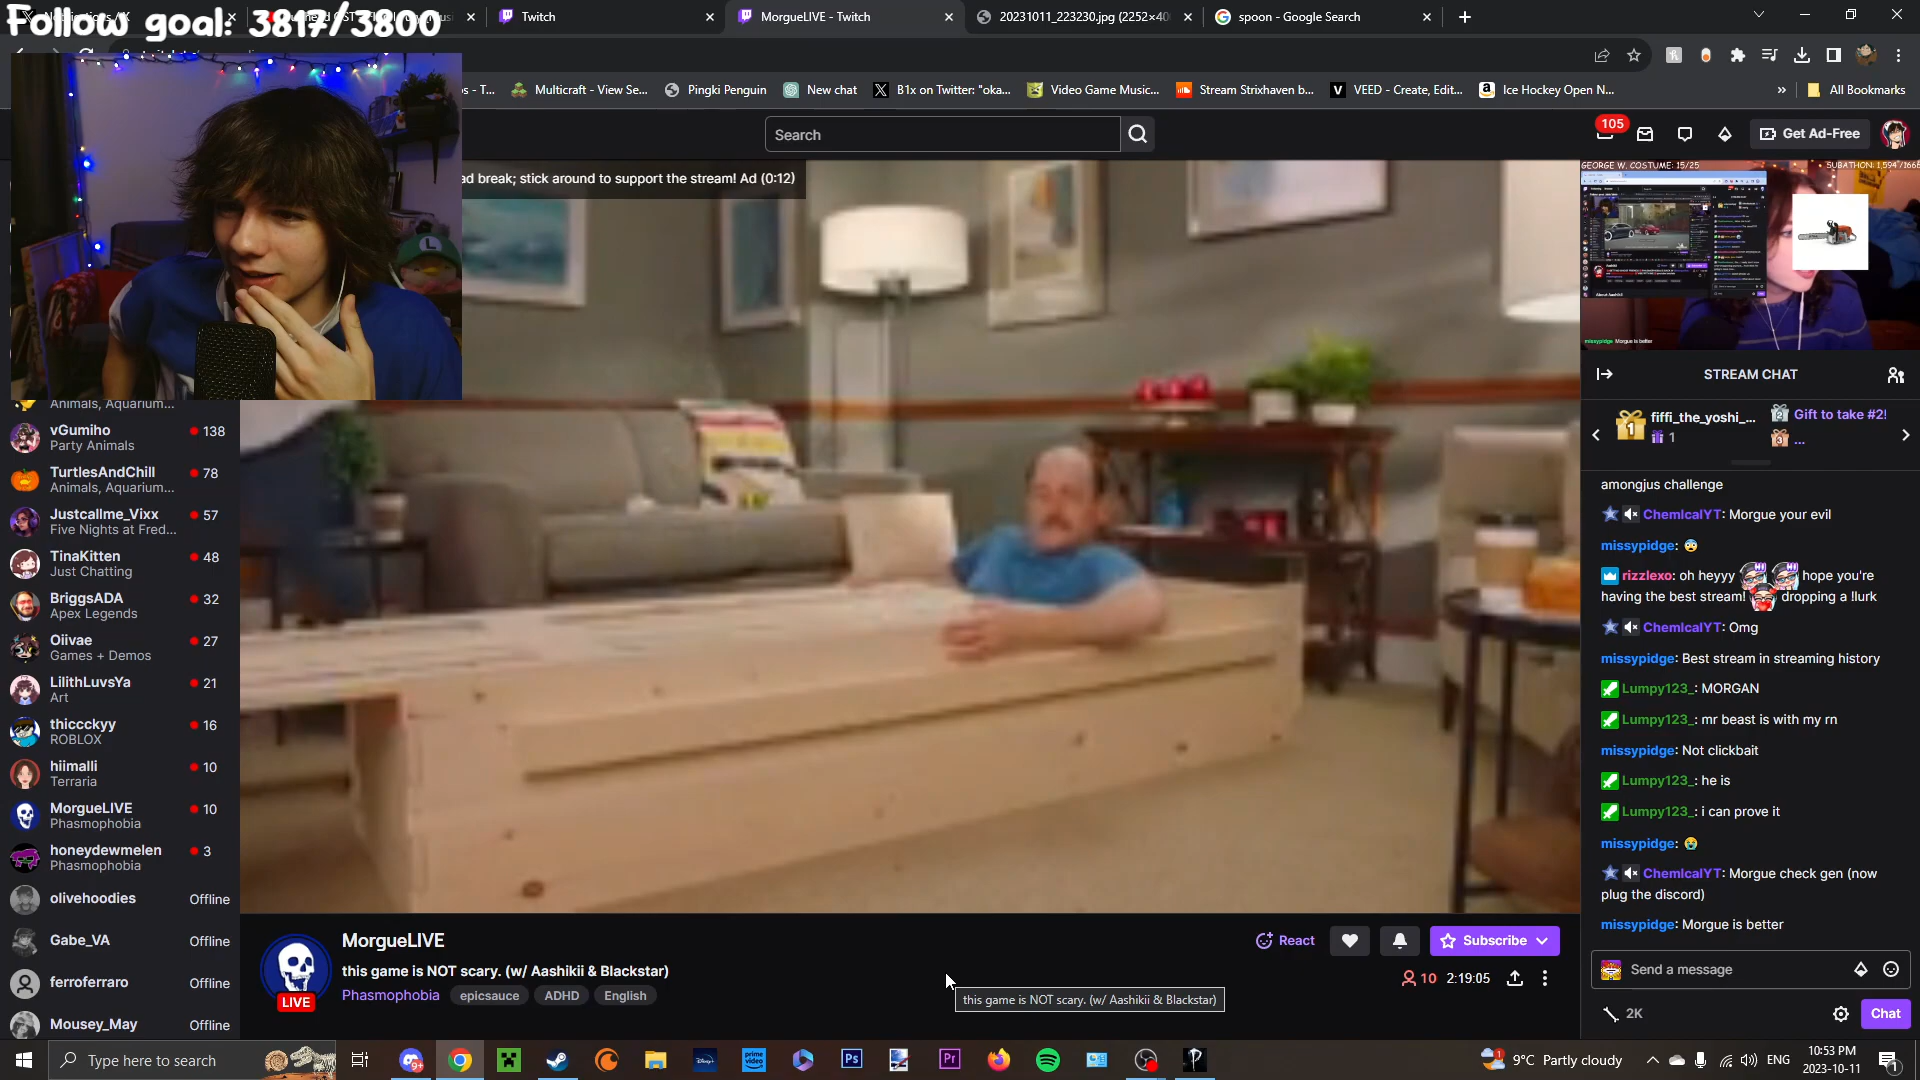 Follow goal: 3817/3800
Twitch
MorgueLIVE - Twitch
20231011_223230.jpg (2252×40
spoon - Google Search
s - T...
Multicraft - View Se...
Pingki Penguin
New chat
B1x on Twitter: "oka...
Video Game Music...
Stream Strixhaven b...
VEED - Create, Edit...
Ice Hockey Open N...
All Bookmarks
Search
105
Get Ad-Free
ad break; stick around to support the stream! Ad (0:12)
GEORGE W. COSTUME: 15/25
missypidge Morgue is better
STREAM CHAT
fiffi_the_yoshi_...
1
Gift to take #2!
...
Animals, Aquarium...
vGumiho
138
Party Animals
TurtlesAndChill
78
Animals, Aquarium...
Justcallme_Vixx
57
Five Nights at Fred...
TinaKitten
48
Just Chatting
BriggsADA
32
Apex Legends
Oiivae
27
Games + Demos
LilithLuvsYa
21
Art
thiccckyy
16
ROBLOX
hiimalli
10
Terraria
MorgueLIVE
10
Phasmophobia
honeydewmelen
3
Phasmophobia
olivehoodies
Offline
Gabe_VA
Offline
ferroferraro
Offline
Mousey_May
Offline
amongjus challenge
ChemIcalYT: Morgue your evil
missypidge: 😨
rizzlexo: oh heyyy hope you're
having the best stream! dropping a !lurk
ChemIcalYT: Omg
missypidge: Best stream in streaming history
Lumpy123_: MORGAN
Lumpy123_: mr beast is with my rn
missypidge: Not clickbait
Lumpy123_: he is
Lumpy123_: i can prove it
missypidge: 😭
ChemIcalYT: Morgue check gen (now
plug the discord)
missypidge: Morgue is better
Send a message
2K
Chat
MorgueLIVE
this game is NOT scary. (w/ Aashikii & Blackstar)
Phasmophobia
epicsauce
ADHD
English
LIVE
React
Subscribe
10
2:19:05
this game is NOT scary. (w/ Aashikii & Blackstar)
Type here to search
9°C Partly cloudy
ENG
10:53 PM
2023-10-11